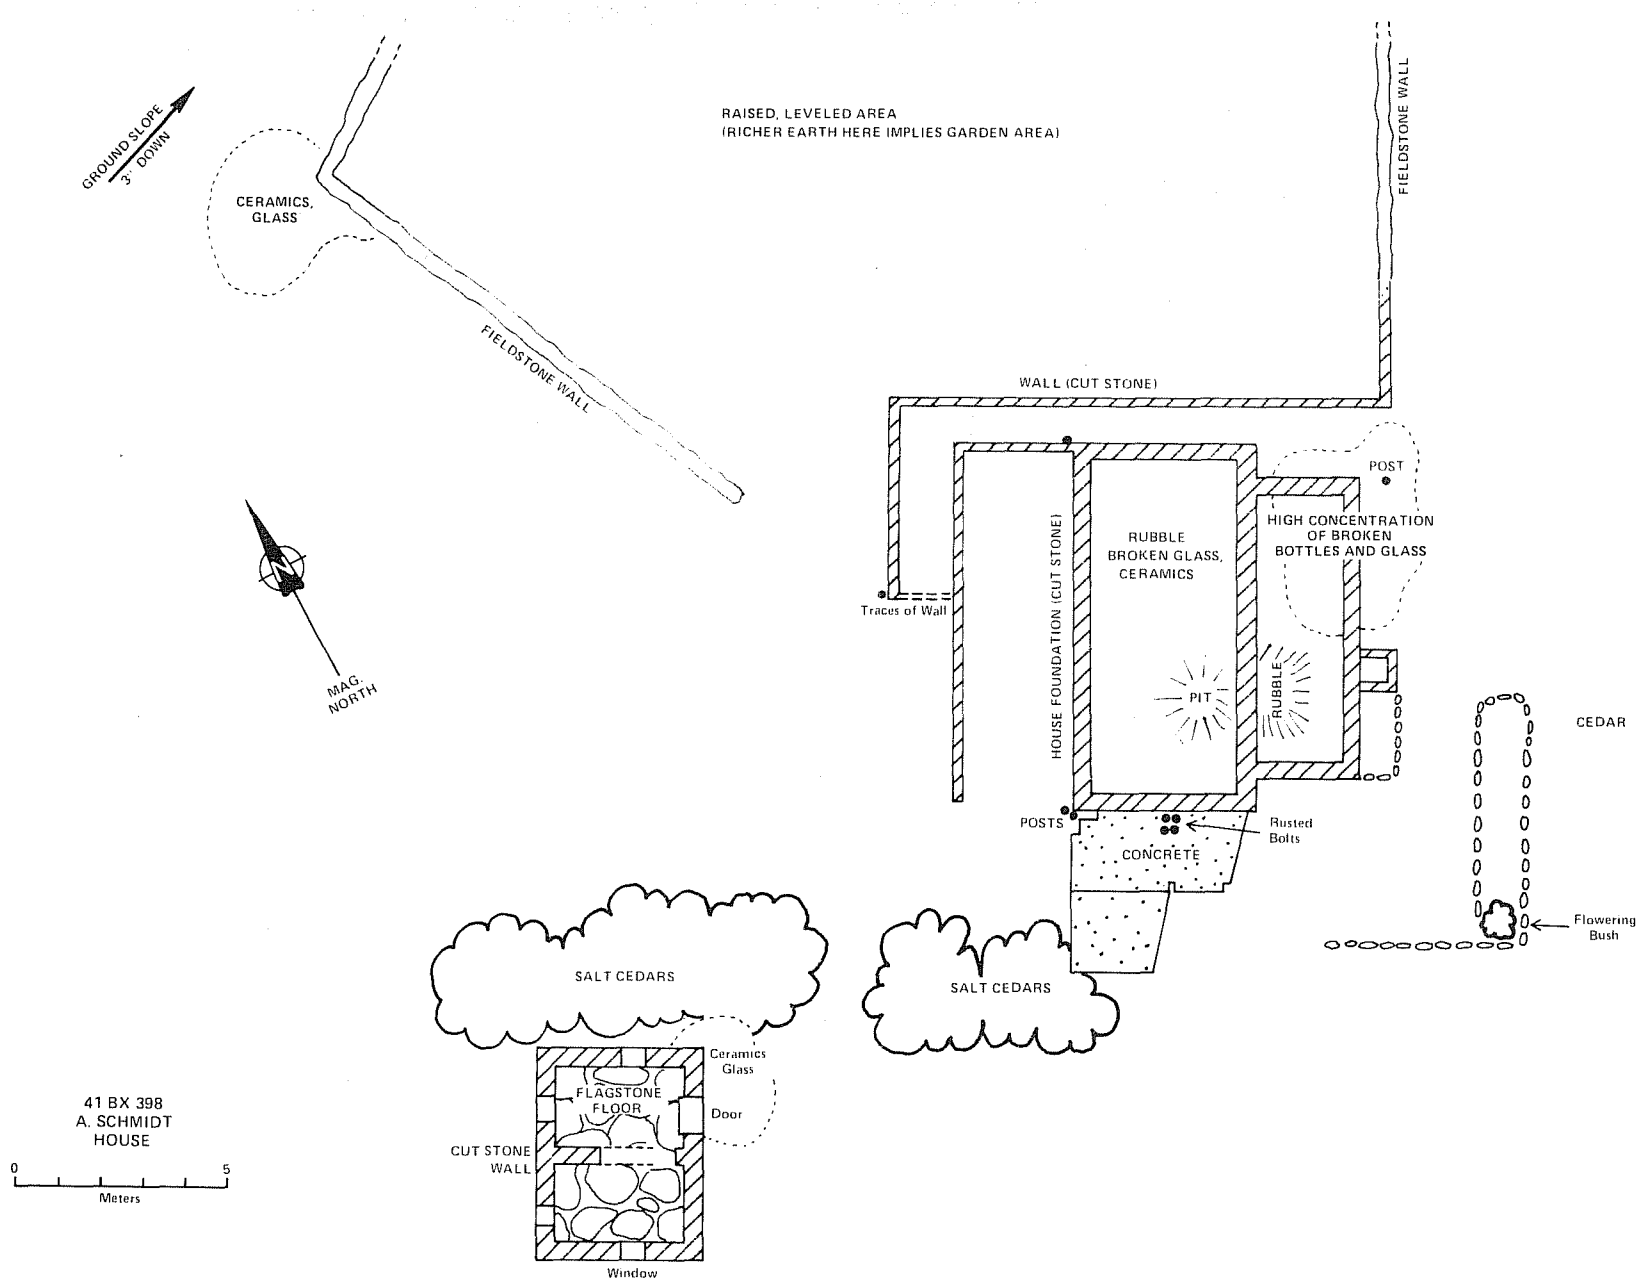 FIELDSTONE WALL
RAISED, LEVELED AREA
(RICHER EARTH HERE IMPLIES GARDEN AREA)
GROUND SLOPE
3" DOWN
CERAMICS,
GLASS
FIELDSTONE WALL
WALL (CUT STONE)
POST
HIGH CONCENTRATION
OF BROKEN
BOTTLES AND GLASS
RUBBLE
BROKEN GLASS,
CERAMICS
HOUSE FOUNDATION (CUT STONE)
Traces of Wall
N
MAG.
NORTH
PIT
RUBBLE
CEDAR
POSTS
Rusted
Bolts
CONCRETE
Flowering
Bush
SALT CEDARS
SALT CEDARS
Ceramics
Glass
FLAGSTONE
FLOOR
Door
CUT STONE
WALL
Window
41 BX 398
A. SCHMIDT
HOUSE
0 5
Meters